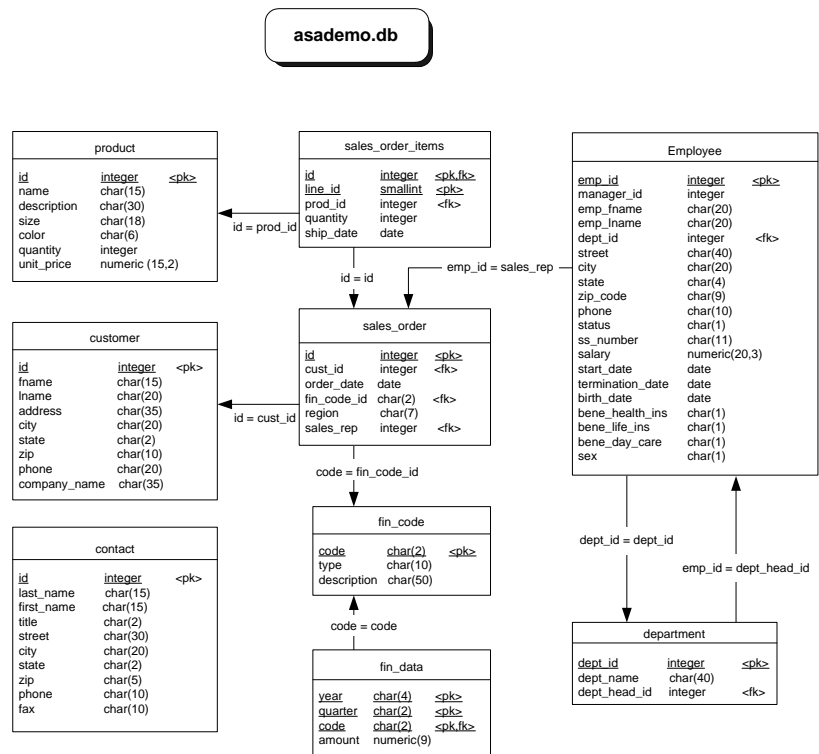 asademo.db
product
id integer <pk>
name char(15)
description char(30)
size char(18)
color char(6)
quantity integer
unit_price numeric (15,2)
id = prod_id
sales_order_items
id integer <pk,fk>
line_id smallint <pk>
prod_id integer <fk>
quantity integer
ship_date date
id = id
emp_id = sales_rep
Employee
emp_id integer <pk>
manager_id integer
emp_fname char(20)
emp_lname char(20)
dept_id integer <fk>
street char(40)
city char(20)
state char(4)
zip_code char(9)
phone char(10)
status char(1)
ss_number char(11)
salary numeric(20,3)
start_date date
termination_date date
birth_date date
bene_health_ins char(1)
bene_life_ins char(1)
bene_day_care char(1)
sex char(1)
customer
id integer <pk>
fname char(15)
lname char(20)
address char(35)
city char(20)
state char(2)
zip char(10)
phone char(20)
company_name char(35)
id = cust_id
sales_order
id integer <pk>
cust_id integer <fk>
order_date date
fin_code_id char(2) <fk>
region char(7)
sales_rep integer <fk>
code = fin_code_id
contact
id integer <pk>
last_name char(15)
first_name char(15)
title char(2)
street char(30)
city char(20)
state char(2)
zip char(5)
phone char(10)
fax char(10)
fin_code
code char(2) <pk>
type char(10)
description char(50)
code = code
fin_data
year char(4) <pk>
quarter char(2) <pk>
code char(2) <pk,fk>
amount numeric(9)
dept_id = dept_id
emp_id = dept_head_id
department
dept_id integer <pk>
dept_name char(40)
dept_head_id integer <fk>